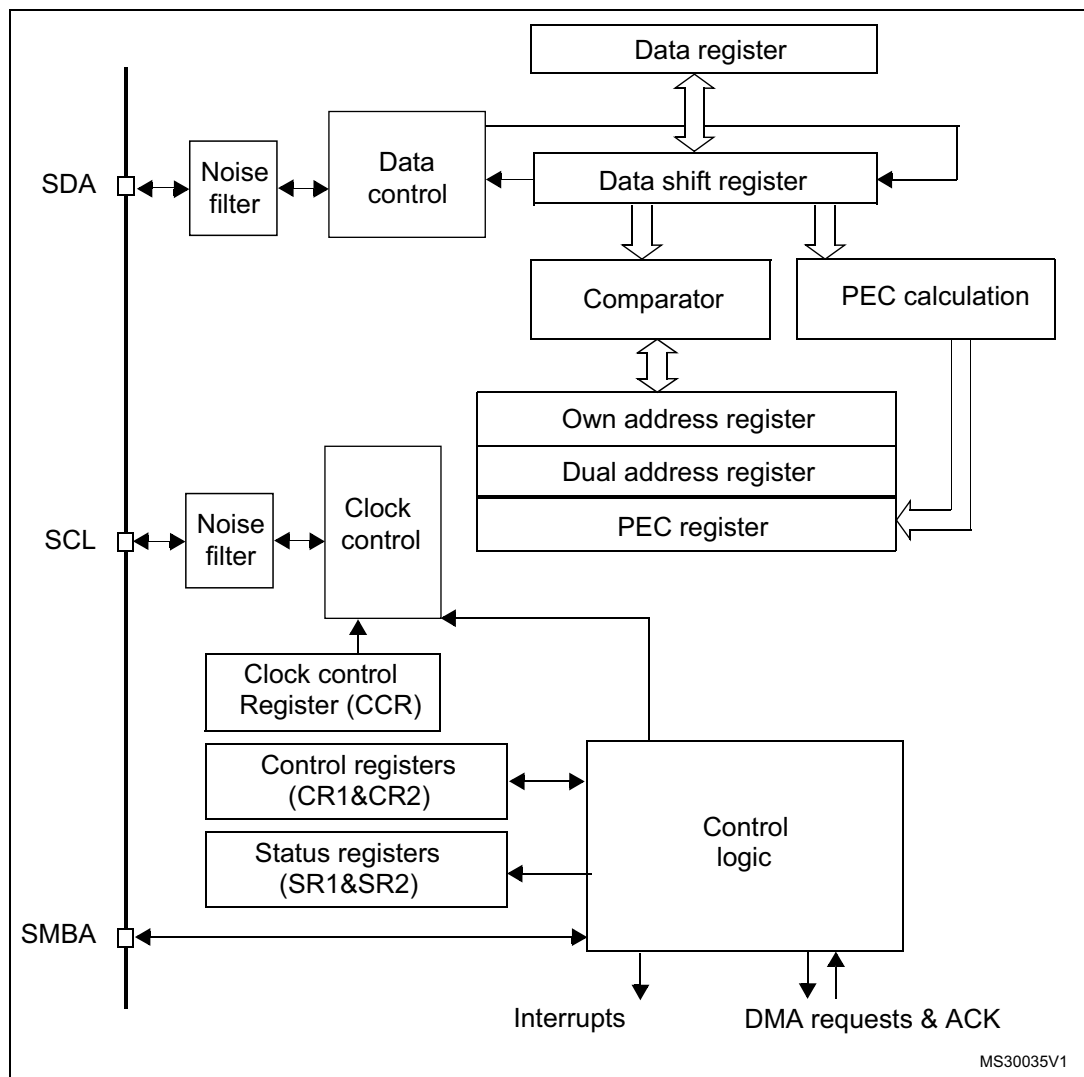 Data register
SDA
Noise
filter
Data
control
Data shift register
Comparator
PEC calculation
Own address register
Dual address register
PEC register
SCL
Noise
filter
Clock
control
Clock control
Register (CCR)
Control registers
(CR1&CR2)
Status registers
(SR1&SR2)
Control
logic
SMBA
Interrupts
DMA requests & ACK
MS30035V1